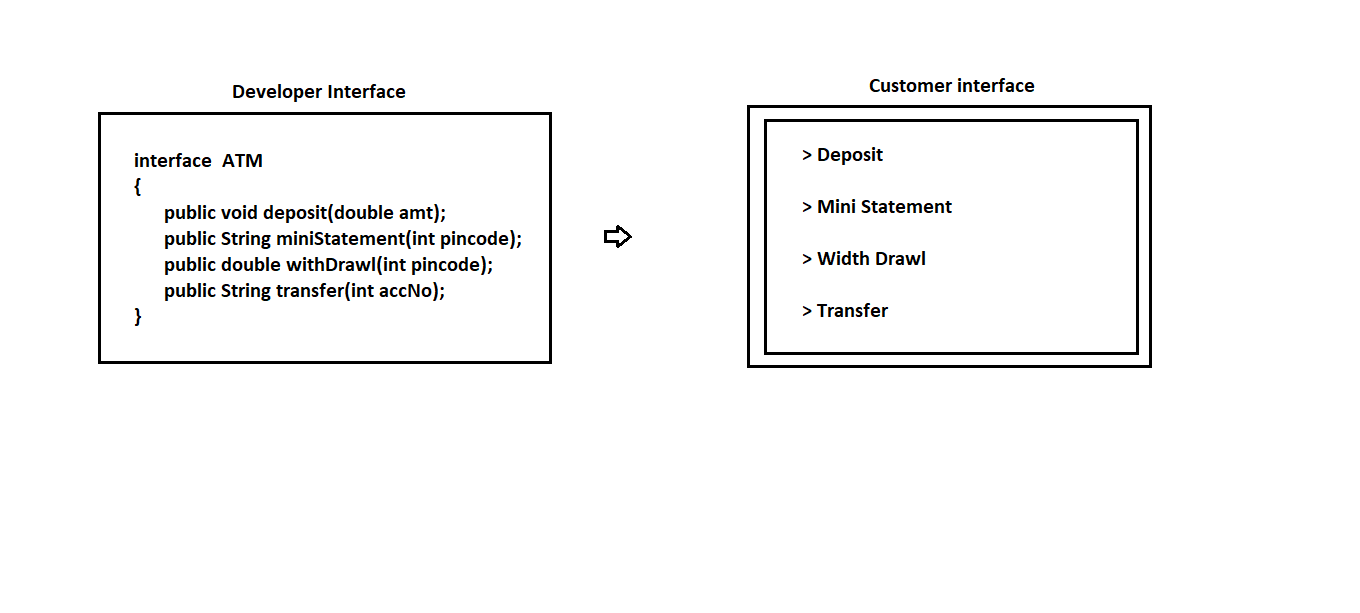 Developer Interface
interface  ATM
{
public void deposit(double amt);
public String miniStatement(int pincode);
public double withDrawl(int pincode);
public String transfer(int accNo);
}
Customer interface
> Deposit
> Mini Statement
> Width Drawl
> Transfer